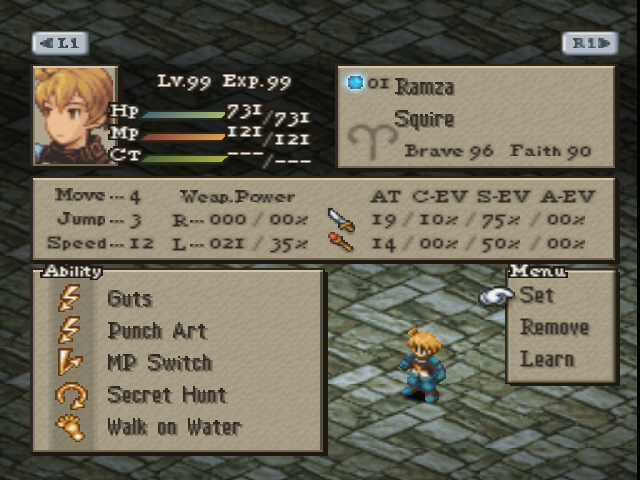 L1
R1
Lv.99 Exp.99
Hp 731/731
Mp 121/121
CT ---/---
01 Ramza
Squire
Brave 96 Faith 90
Move··· 4 Weap.Power AT C-EV S-EV A-EV
Jump··· 3 R··· 000 / 00% 19 / 10% / 75% / 00%
Speed··· 12 L··· 021 / 35% 14 / 00% / 50% / 00%
Ability
Guts
Punch Art
MP Switch
Secret Hunt
Walk on Water
Menu
Set
Remove
Learn